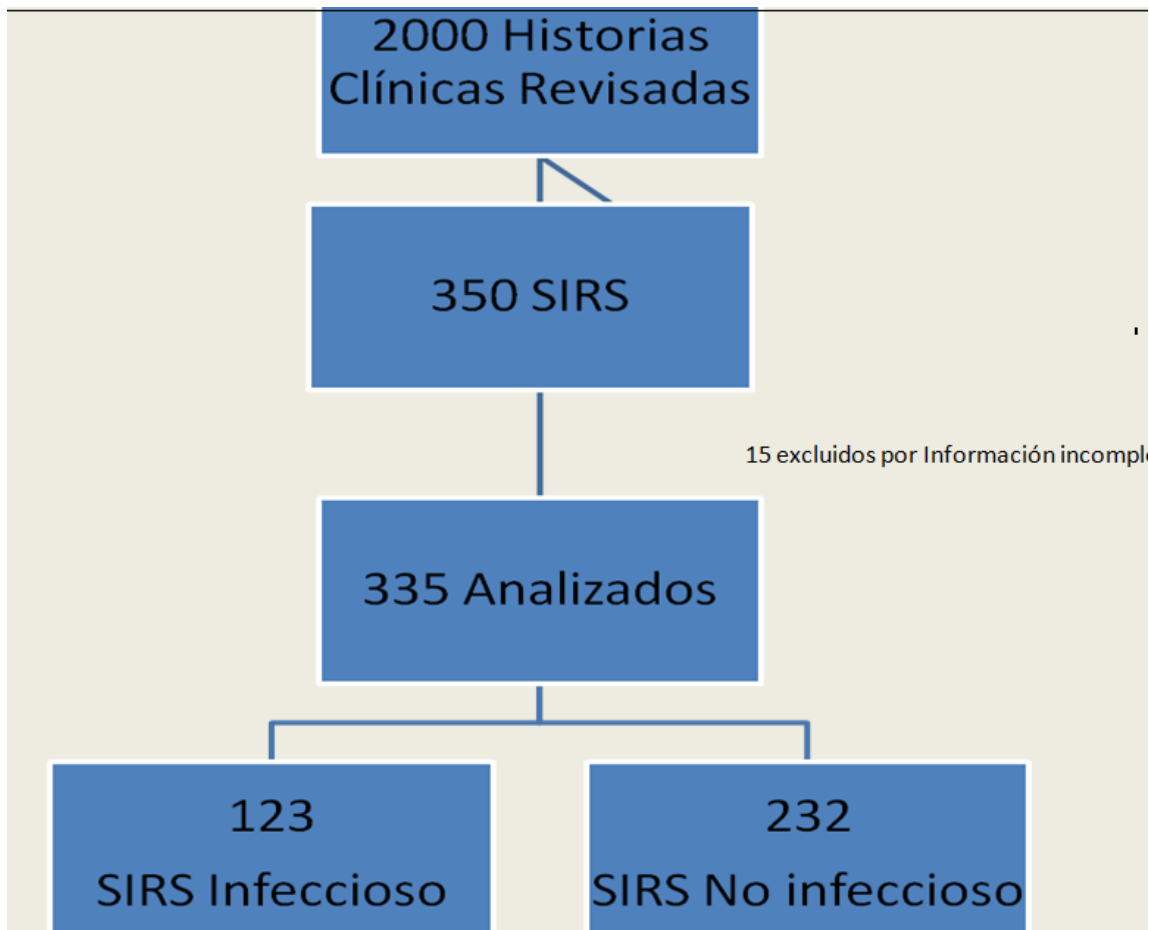 2000 Historias
Clínicas Revisadas
350 SIRS
15 excluidos por Información
335 Analizados
123
SIRS Infeccioso
232
SIRS No infeccioso